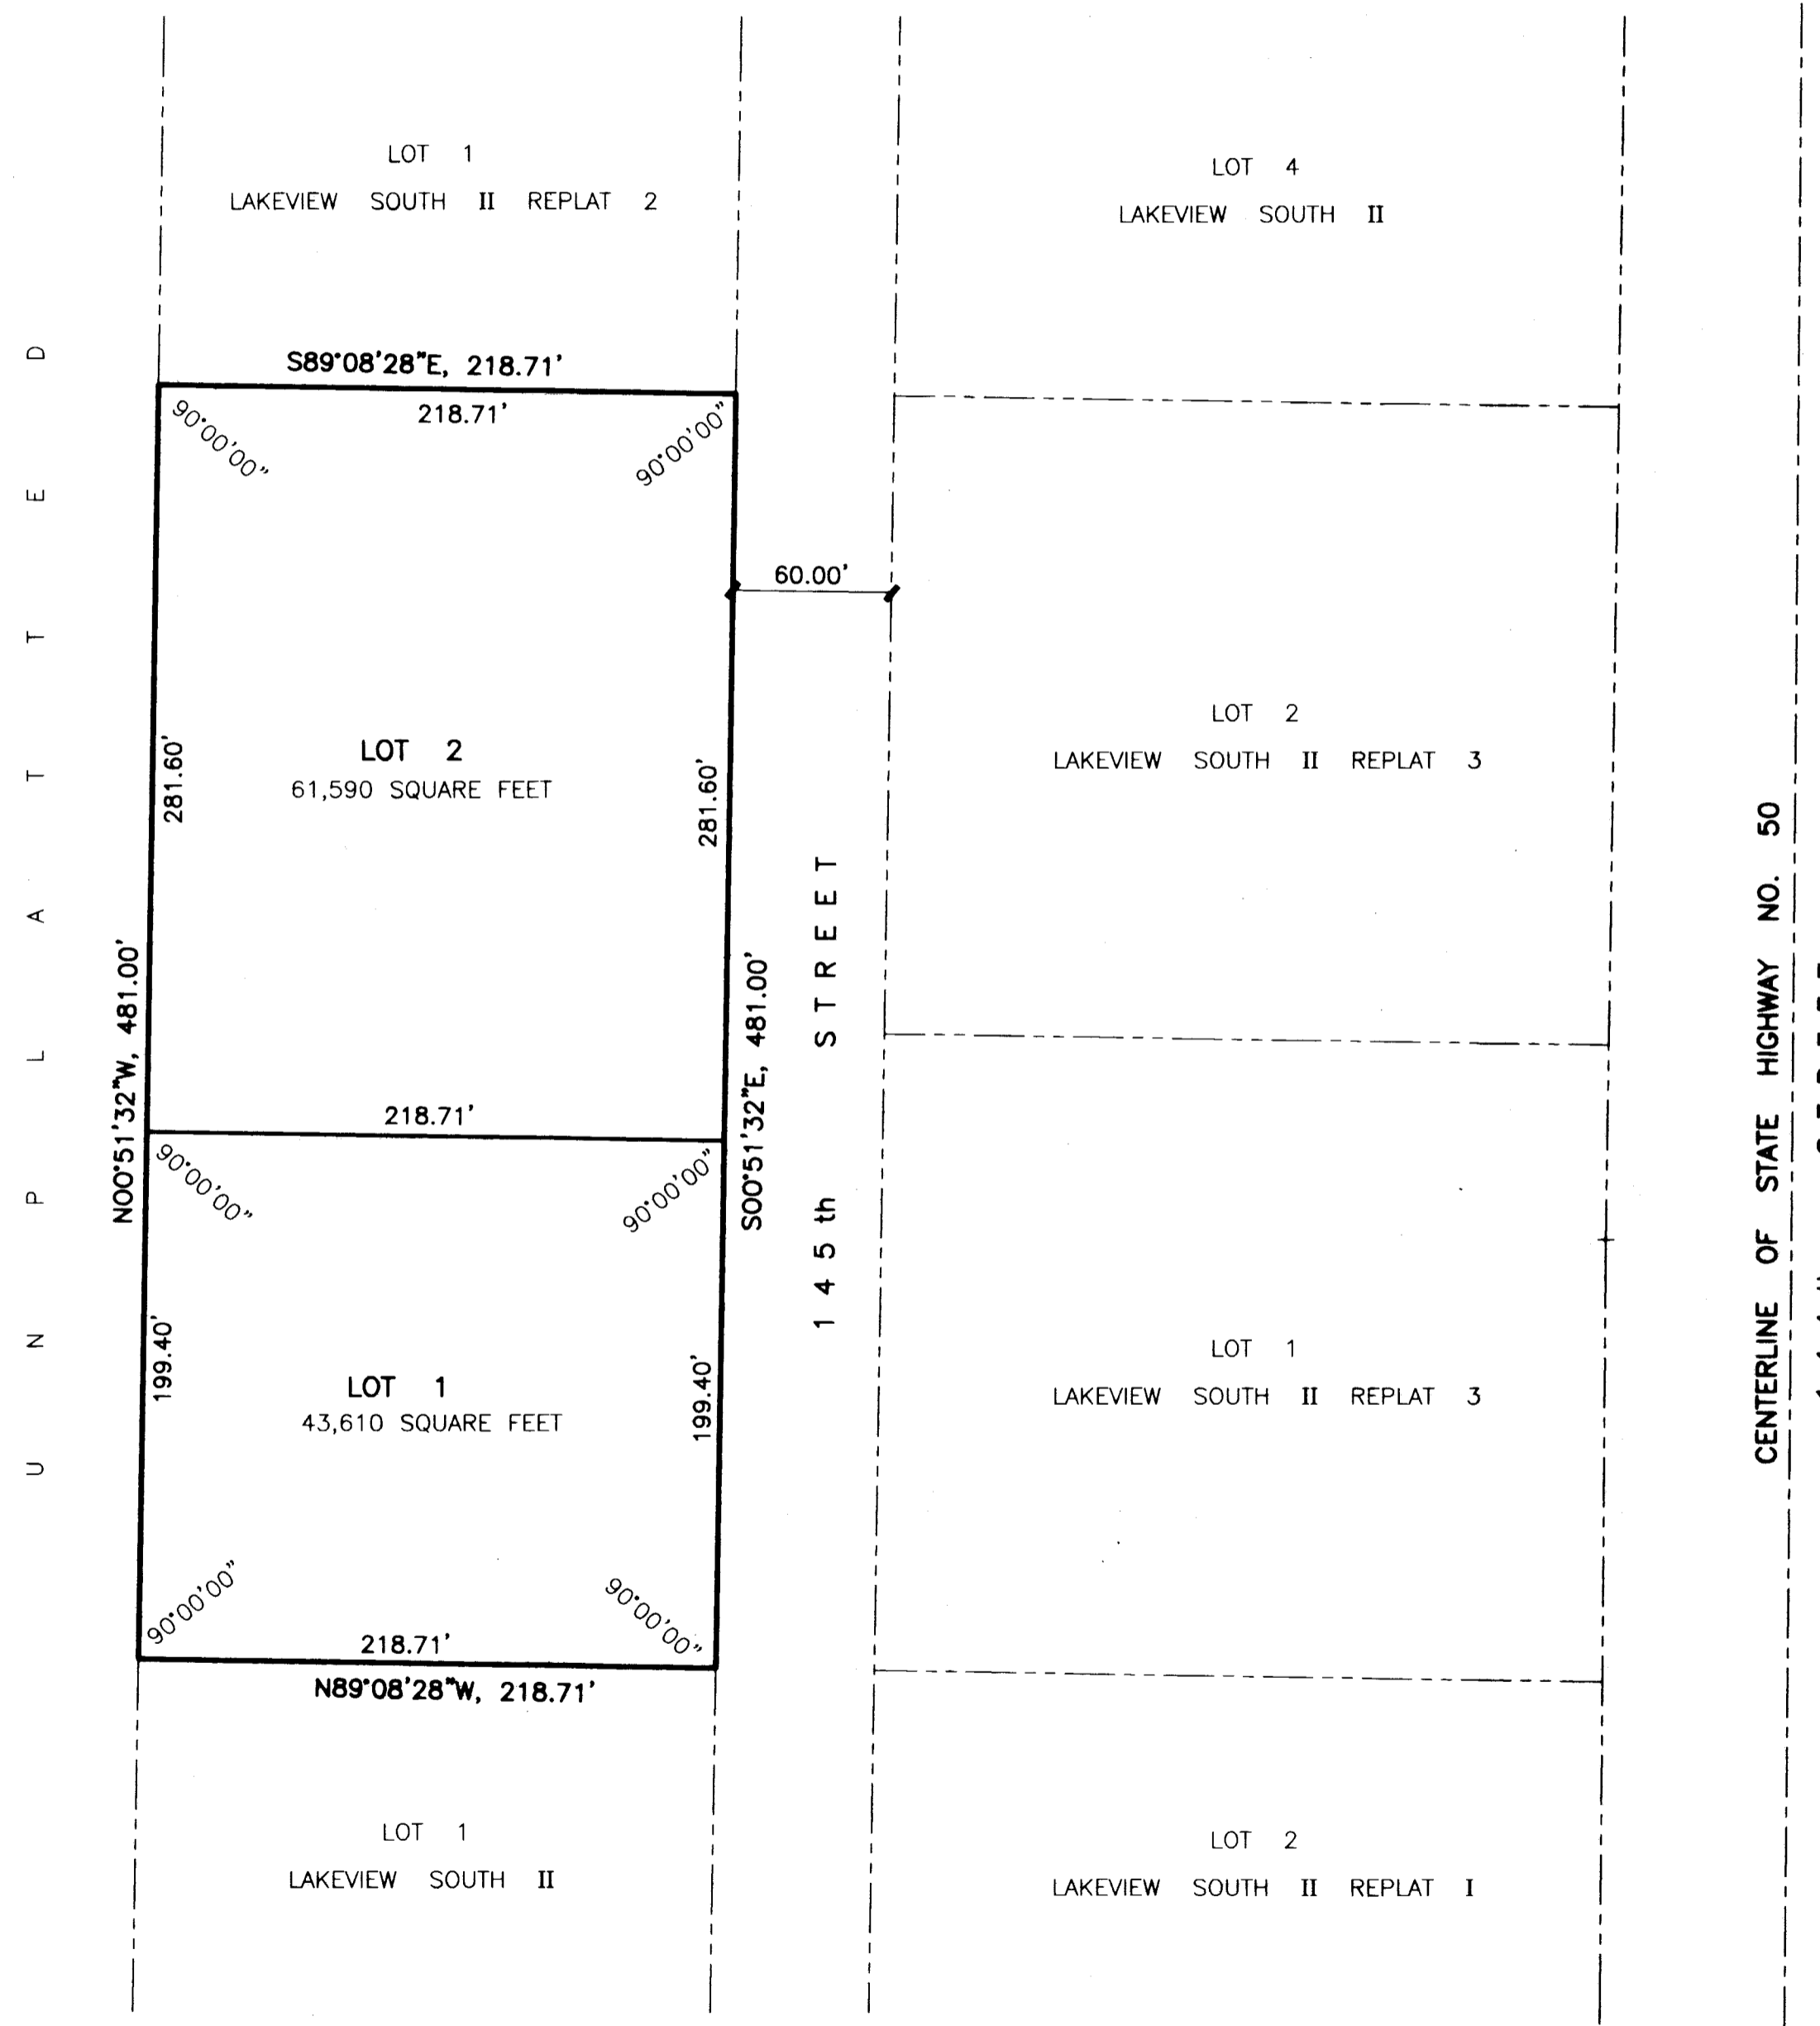 LOT 1
LAKEVIEW SOUTH II REPLAT 2
LOT 4
LAKEVIEW SOUTH II
UNPLATTED
S89°08'28"E, 218.71'
218.71'
90°00'00"
90°00'00"
60.00'
LOT 2
61,590 SQUARE FEET
281.60'
281.60'
LOT 2
LAKEVIEW SOUTH II REPLAT 3
N00°51'32"W, 481.00'
S00°51'32"E, 481.00'
145th STREET
CENTERLINE OF STATE HIGHWAY NO. 50
218.71'
90°00'00"
90°00'00"
199.40'
199.40'
LOT 1
43,610 SQUARE FEET
LOT 1
LAKEVIEW SOUTH II REPLAT 3
90°00'00"
90°00'00"
218.71'
N89°08'28"W, 218.71'
LOT 1
LAKEVIEW SOUTH II
LOT 2
LAKEVIEW SOUTH II REPLAT I